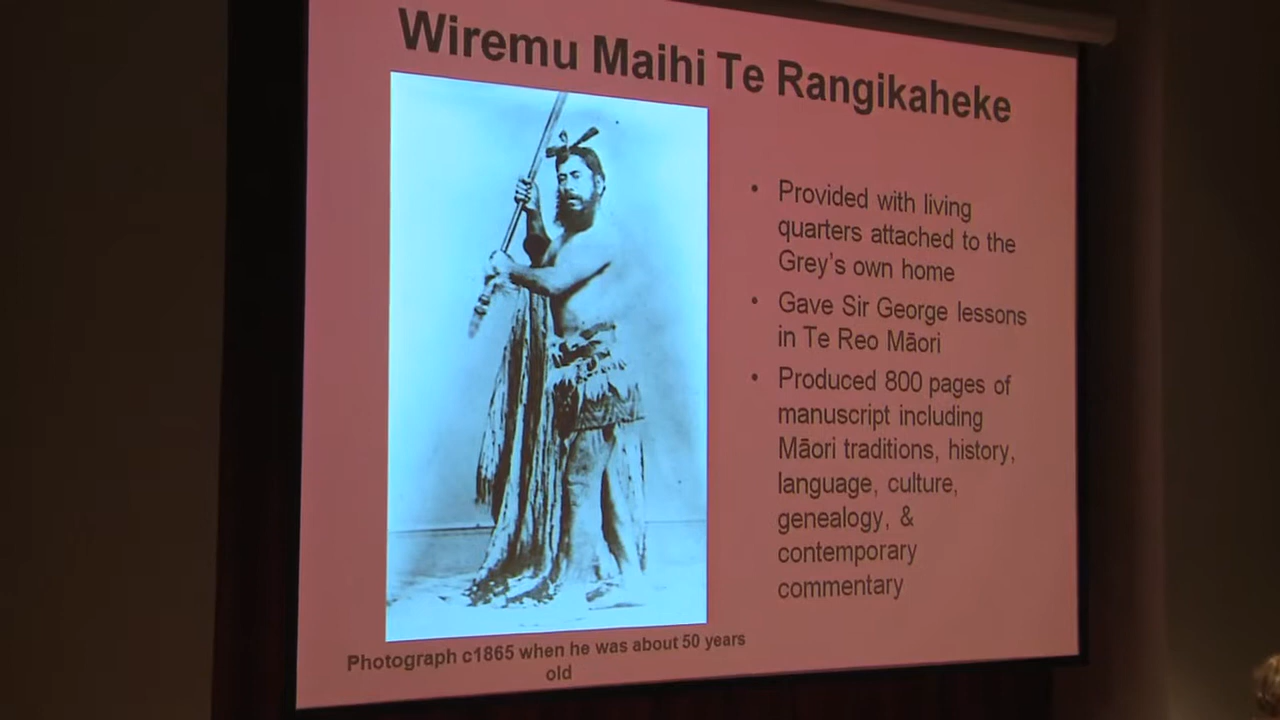 Wiremu Maihi Te Rangikaheke
• Provided with living
quarters attached to the
Grey's own home
• Gave Sir George lessons
in Te Reo Māori
• Produced 800 pages of
manuscript including
Māori traditions, history,
language, culture,
genealogy, &
contemporary
commentary
Photograph c1865 when he was about 50 years
old